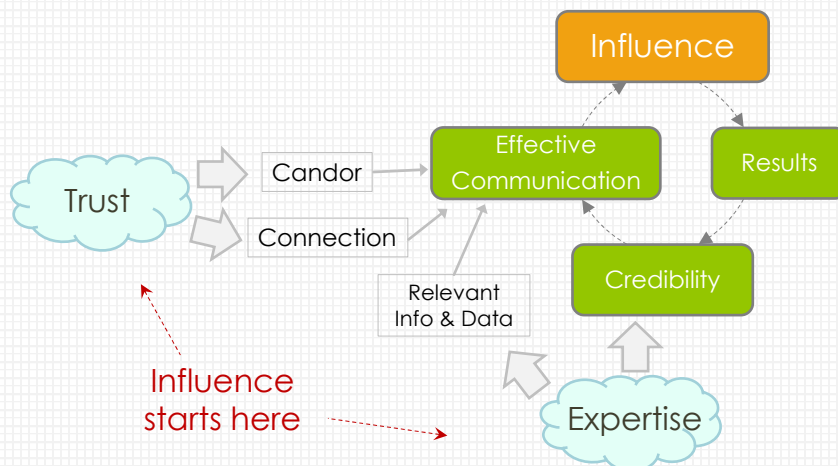 Influence
Effective
Communication
Results
Candor
Trust
Connection
Credibility
Relevant
Info & Data
Influence
starts here
Expertise